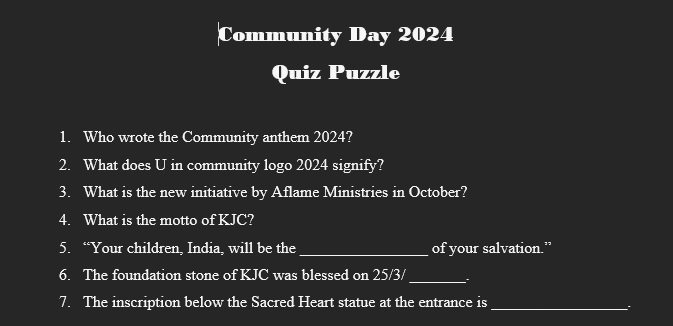 Community Day 2024
Quiz Puzzle
1. Who wrote the Community anthem 2024?
2. What does U in community logo 2024 signify?
3. What is the new initiative by Aflame Ministries in October?
4. What is the motto of KJC?
5. “Your children, India, will be the _________________ of your salvation.”
6. The foundation stone of KJC was blessed on 25/3/ _______.
7. The inscription below the Sacred Heart statue at the entrance is __________________.